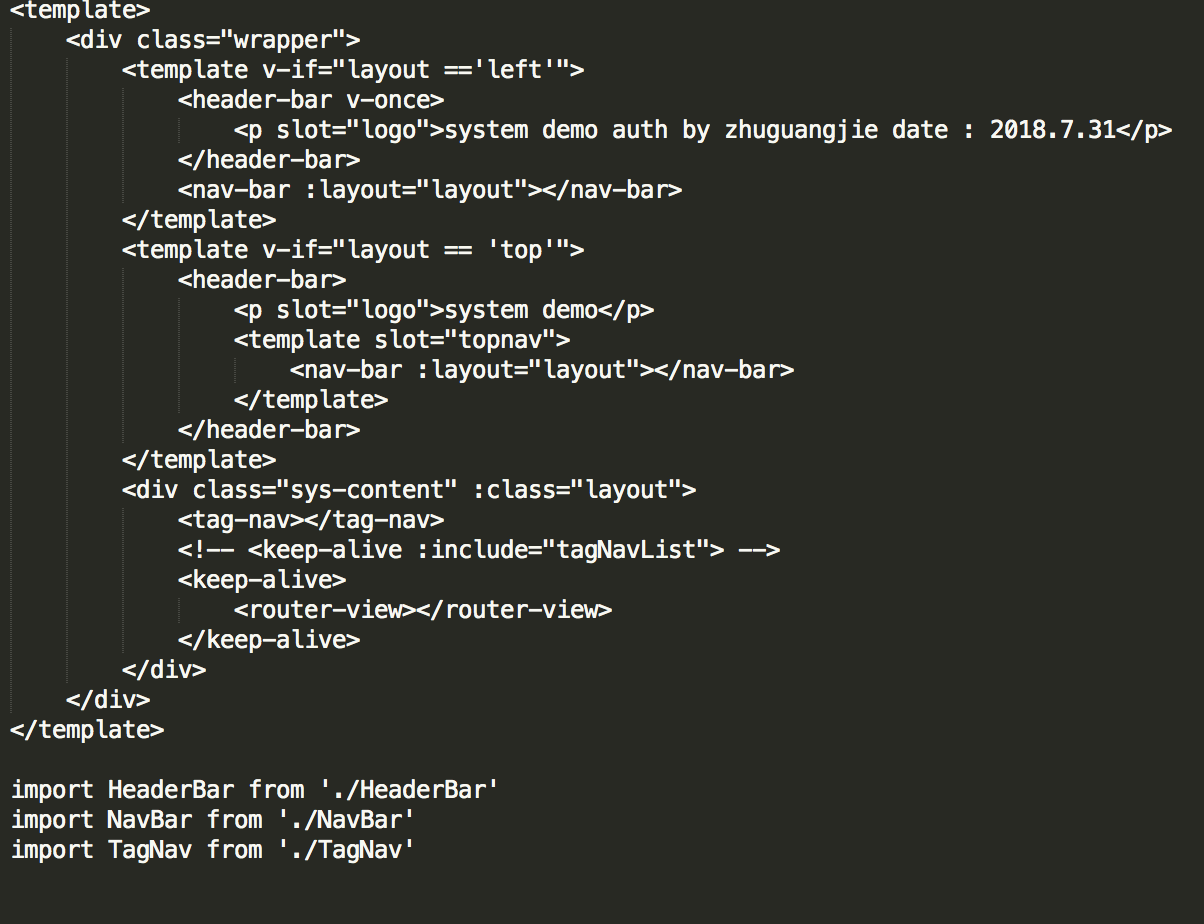 <template>
    <div class="wrapper">
        <template v-if="layout =='left'">
            <header-bar v-once>
                <p slot="logo">system demo auth by zhuguangjie date : 2018.7.31</p>
            </header-bar>
            <nav-bar :layout="layout"></nav-bar>
        </template>
        <template v-if="layout == 'top'">
            <header-bar>
                <p slot="logo">system demo</p>
                <template slot="topnav">
                    <nav-bar :layout="layout"></nav-bar>
                </template>
            </header-bar>
        </template>
        <div class="sys-content" :class="layout">
            <tag-nav></tag-nav>
            <!-- <keep-alive :include="tagNavList"> -->
            <keep-alive>
                <router-view></router-view>
            </keep-alive>
        </div>
    </div>
</template>

import HeaderBar from './HeaderBar'
import NavBar from './NavBar'
import TagNav from './TagNav'